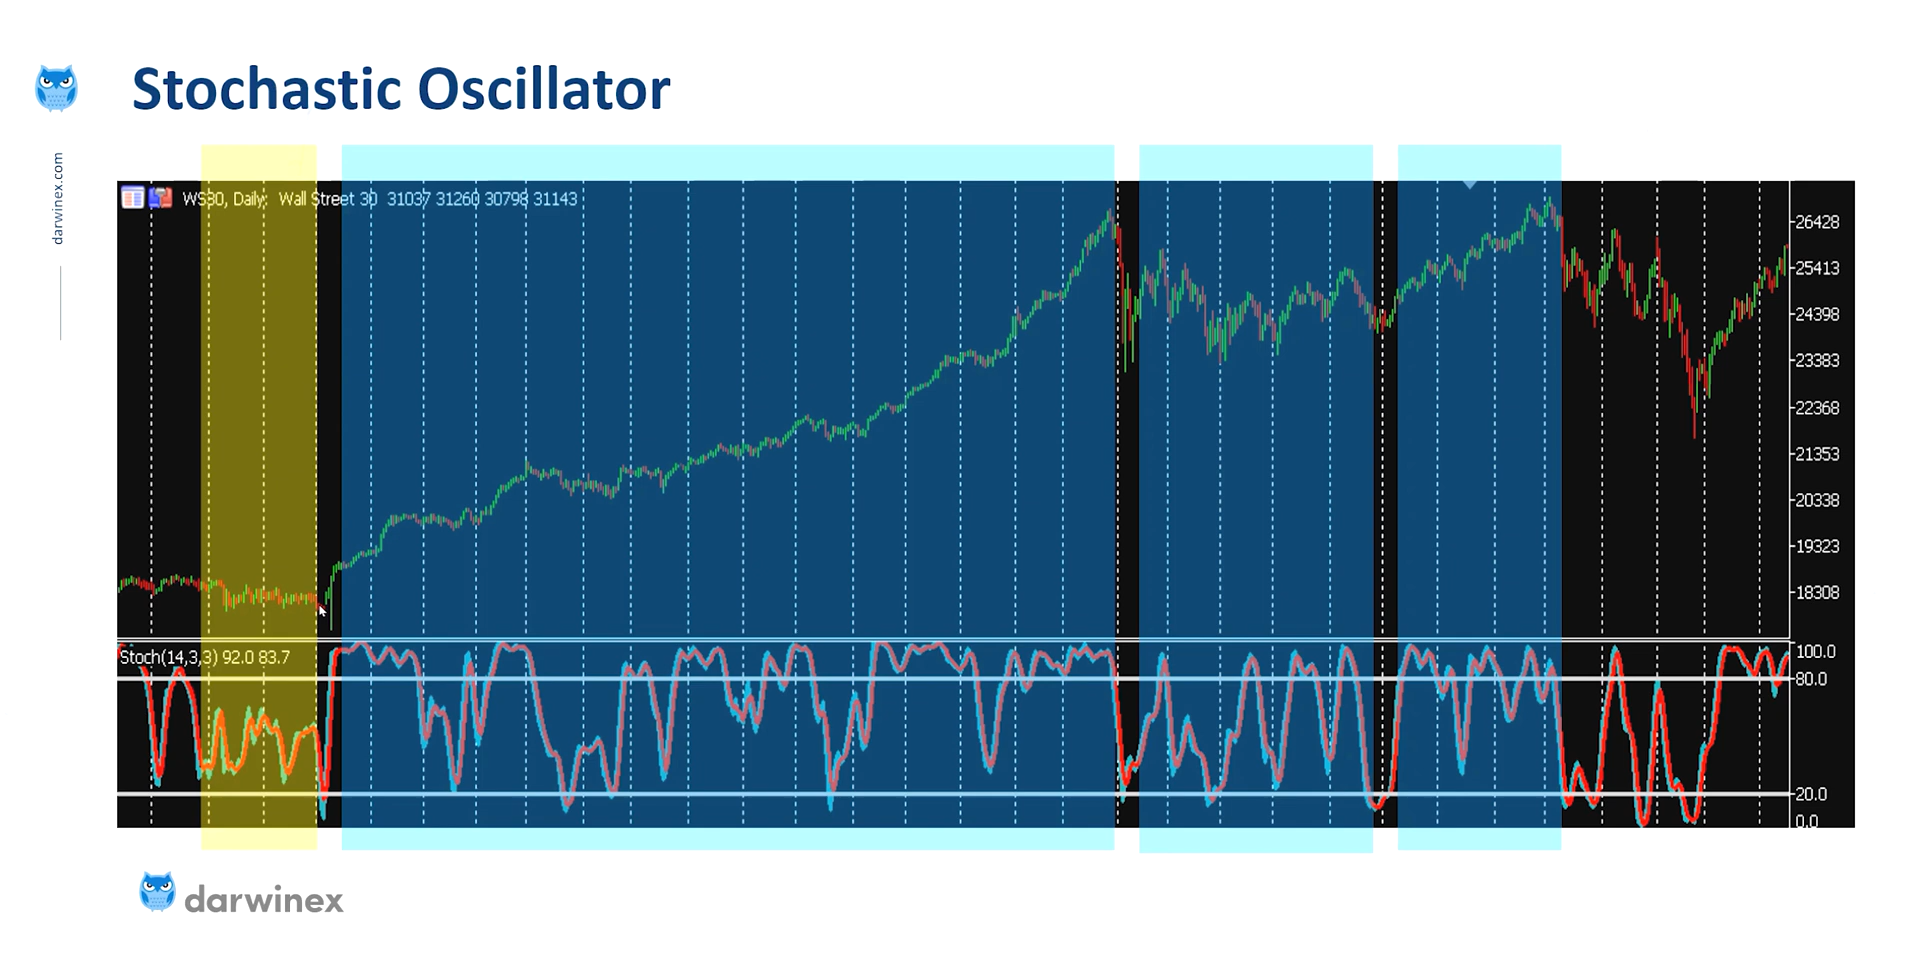 Stochastic Oscillator
darwinex.com
WS30, Daily: Wall Street 30 31037 31260 30798 31143
26428
25413
24398
23383
22368
21353
20338
19323
18308
Stoch(14,3,3) 92.0 83.7
100.0
80.0
20.0
0.0
darwinex